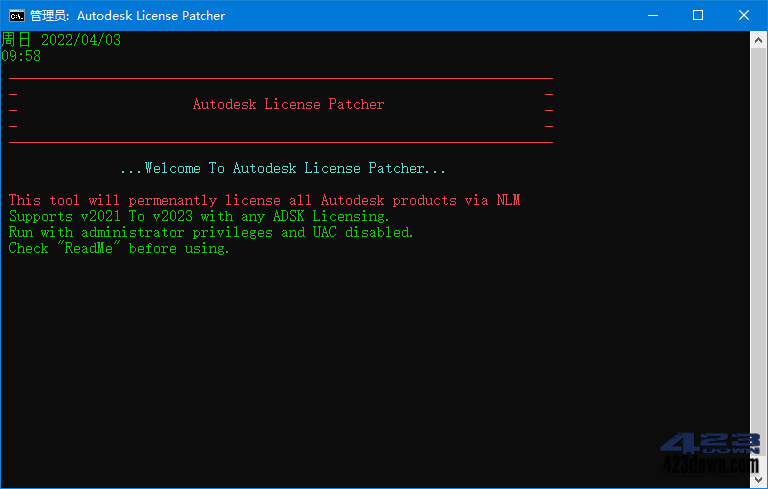 管理员: Autodesk License Patcher
周日 2022/04/03
09:58
Autodesk License Patcher
...Welcome To Autodesk License Patcher...
This tool will permenantly license all Autodesk products via NLM
Supports v2021 To v2023 with any ADSK Licensing.
Run with administrator privileges and UAC disabled.
Check "ReadMe" before using.
423
DOWN
423down.com